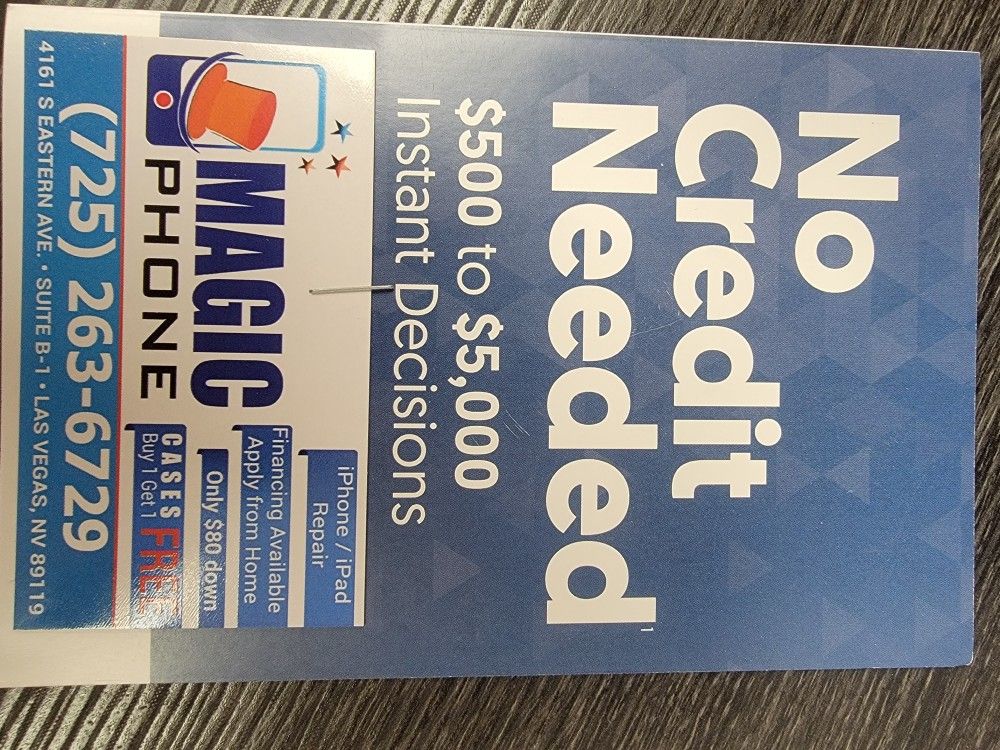 No
Credit
Needed¹
$500 to $5,000
Instant Decisions
MAGIC
PHONE
iPhone / iPad
Repair
Financing Available
Apply from Home
Only $80 down
CASES
Buy 1 Get 1
FREE
(725) 263-6729
4161 S EASTERN AVE. • SUITE B-1 • LAS VEGAS, NV 89119